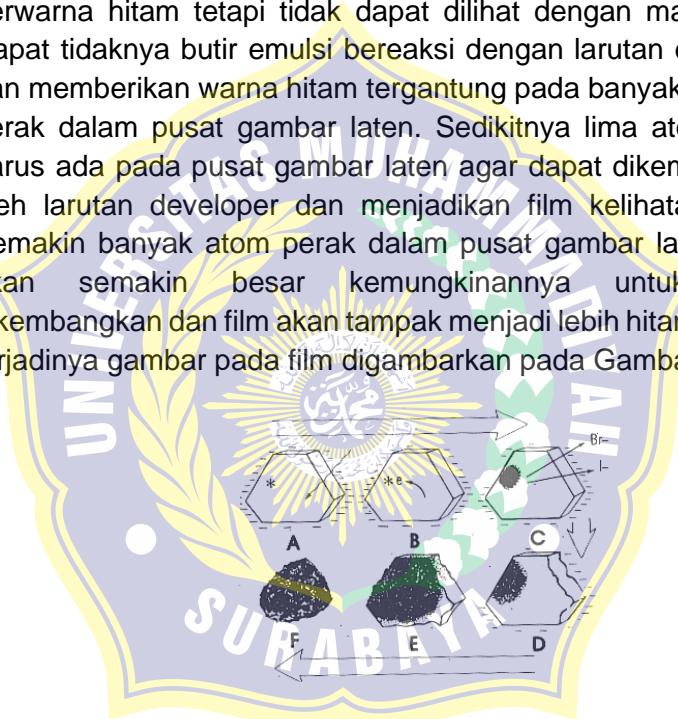 erwarna hitam tetapi tidak dapat dilihat dengan ma
apat tidaknya butir emulsi bereaksi dengan larutan
an memberikan warna hitam tergantung pada banyak
erak dalam pusat gambar laten. Sedikitnya lima ato
arus ada pada pusat gambar laten agar dapat dikem
eh larutan developer dan menjadikan film kelihata
emakin banyak atom perak dalam pusat gambar la
kan semakin besar kemungkinannya untuk
kembangkan dan film akan tampak menjadi lebih hitam
rjadinya gambar pada film digambarkan pada Gamba
UNIVERSITAS MUHAMMADIYAH
SURABAYA
Br–
I–
* * e
A B C
F E D